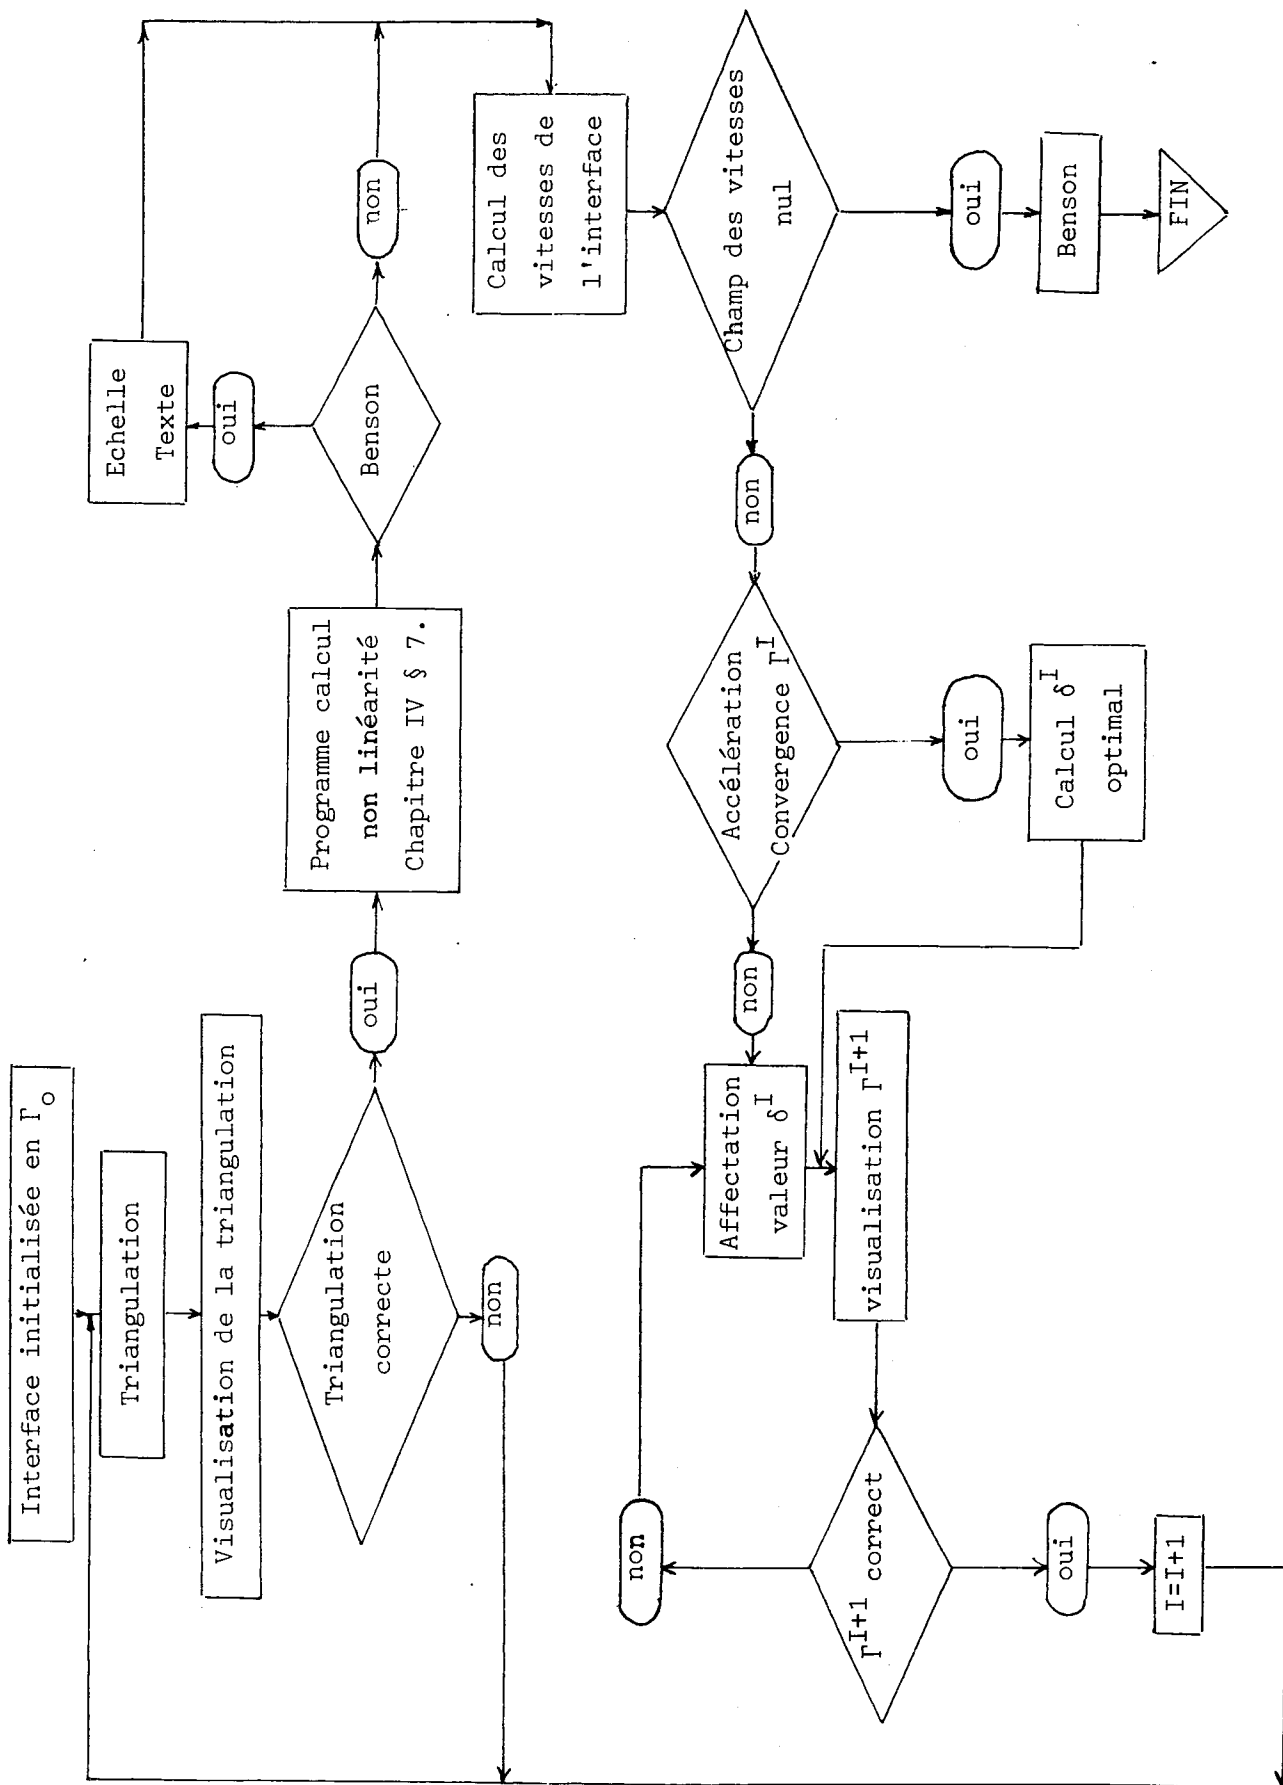 Interface initialisée en Γo
Triangulation
Visualisation de la triangulation
Triangulation
correcte
non
oui
Programme calcul
non linéarité
Chapitre IV § 7.
Benson
oui
Echelle
Texte
non
Calcul des
vitesses de
l'interface
Champ des vitesses
nul
oui
Benson
FIN
non
Accélération
Convergence Γ^I
oui
Calcul δ^I
optimal
non
Affectation
valeur δ^I
visualisation Γ^I+1
Γ^I+1 correct
non
oui
I=I+1